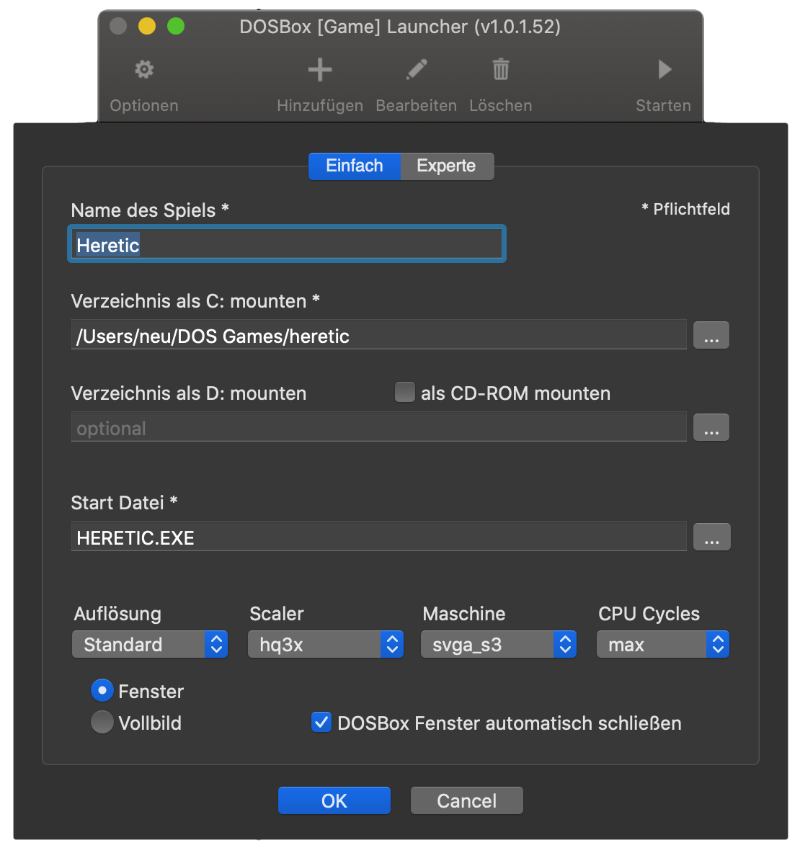 DOSBox [Game] Launcher (v1.0.1.52)
Optionen Hinzufügen Bearbeiten Löschen Starten
Einfach Experte
Name des Spiels * * Pflichtfeld
Heretic
Verzeichnis als C: mounten *
/Users/neu/DOS Games/heretic ...
Verzeichnis als D: mounten als CD-ROM mounten
optional ...
Start Datei *
HERETIC.EXE ...
Auflösung Scaler Maschine CPU Cycles
Standard hq3x svga_s3 max
Fenster
Vollbild DOSBox Fenster automatisch schließen
OK Cancel